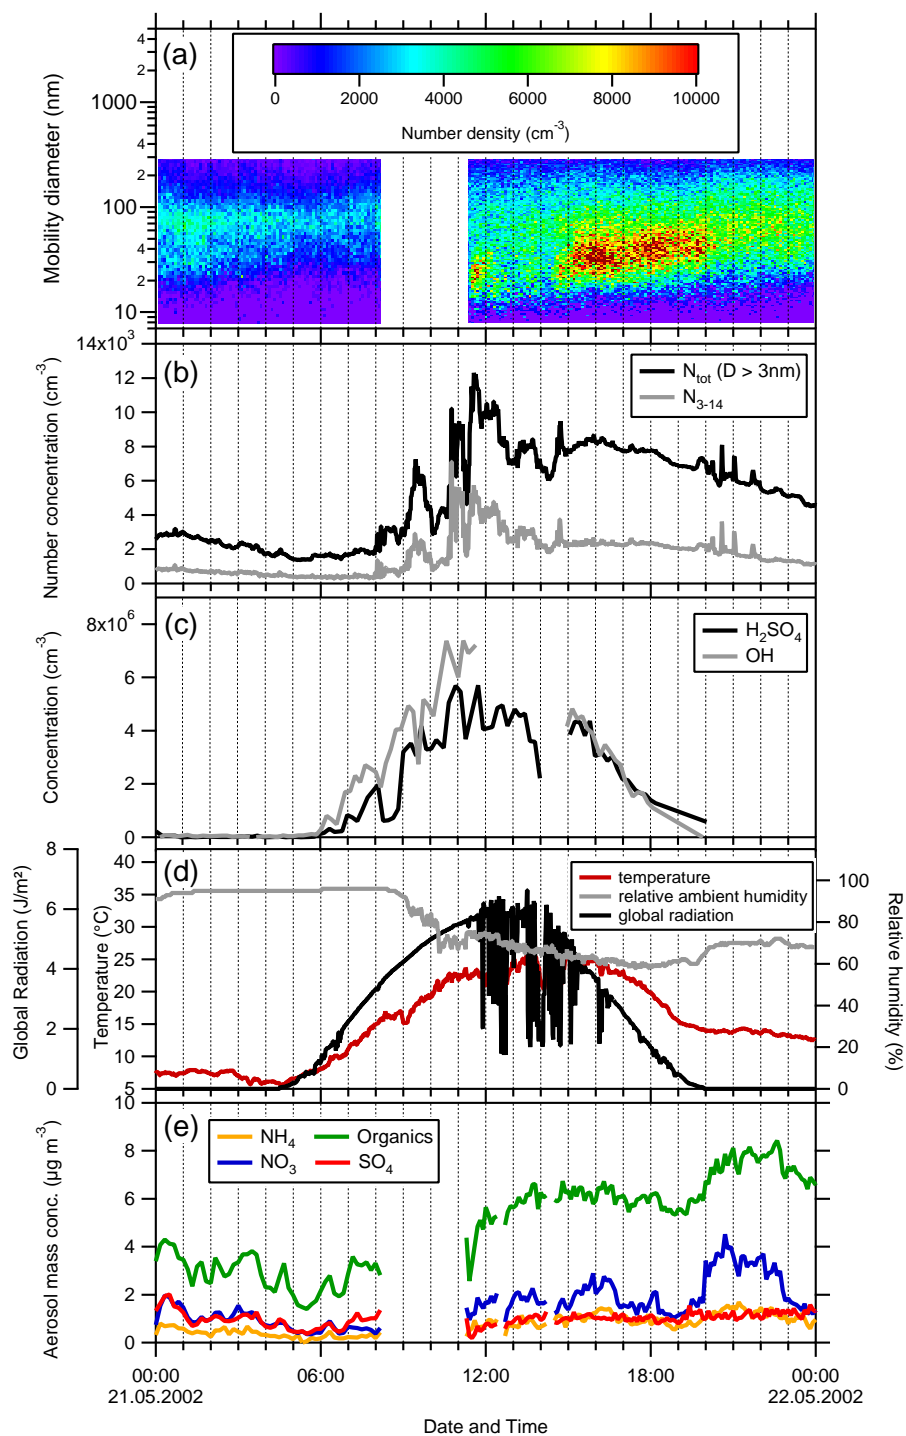 (a)
0 2000 4000 6000 8000 10000
Number density (cm⁻³)
Mobility diameter (nm)
4
2
1000
4
2
100
4
2
10
(b)
14x10³
12
10
8
6
4
2
0
Number concentration (cm⁻³)
N_tot (D > 3nm)
N_3-14
(c)
8x10⁶
6
4
2
0
Concentration (cm⁻³)
H₂SO₄
OH
(d)
8
6
4
2
0
Global Radiation (J/m²)
40
35
30
25
20
15
10
5
Temperature (°C)
temperature
relative ambient humidity
global radiation
100
80
60
40
20
0
Relative humidity (%)
(e)
10
8
6
4
2
0
Aerosol mass conc. (µg m⁻³)
NH₄ Organics
NO₃ SO₄
00:00 06:00 12:00 18:00 00:00
21.05.2002 22.05.2002
Date and Time